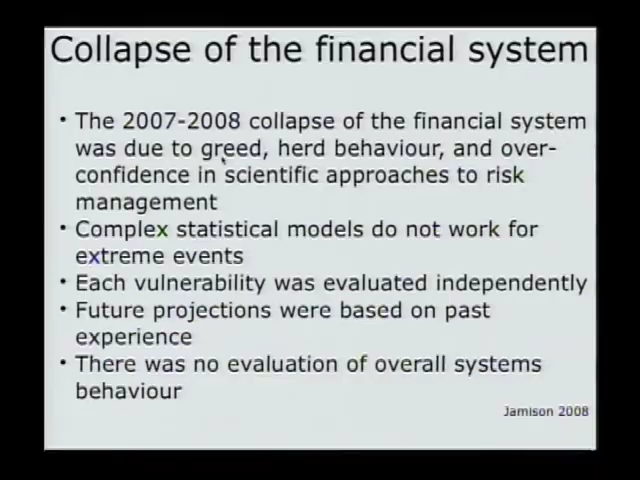 Collapse of the financial system
• The 2007-2008 collapse of the financial system
was due to greed, herd behaviour, and over-
confidence in scientific approaches to risk
management
• Complex statistical models do not work for
extreme events
• Each vulnerability was evaluated independently
• Future projections were based on past
experience
• There was no evaluation of overall systems
behaviour
Jamison 2008